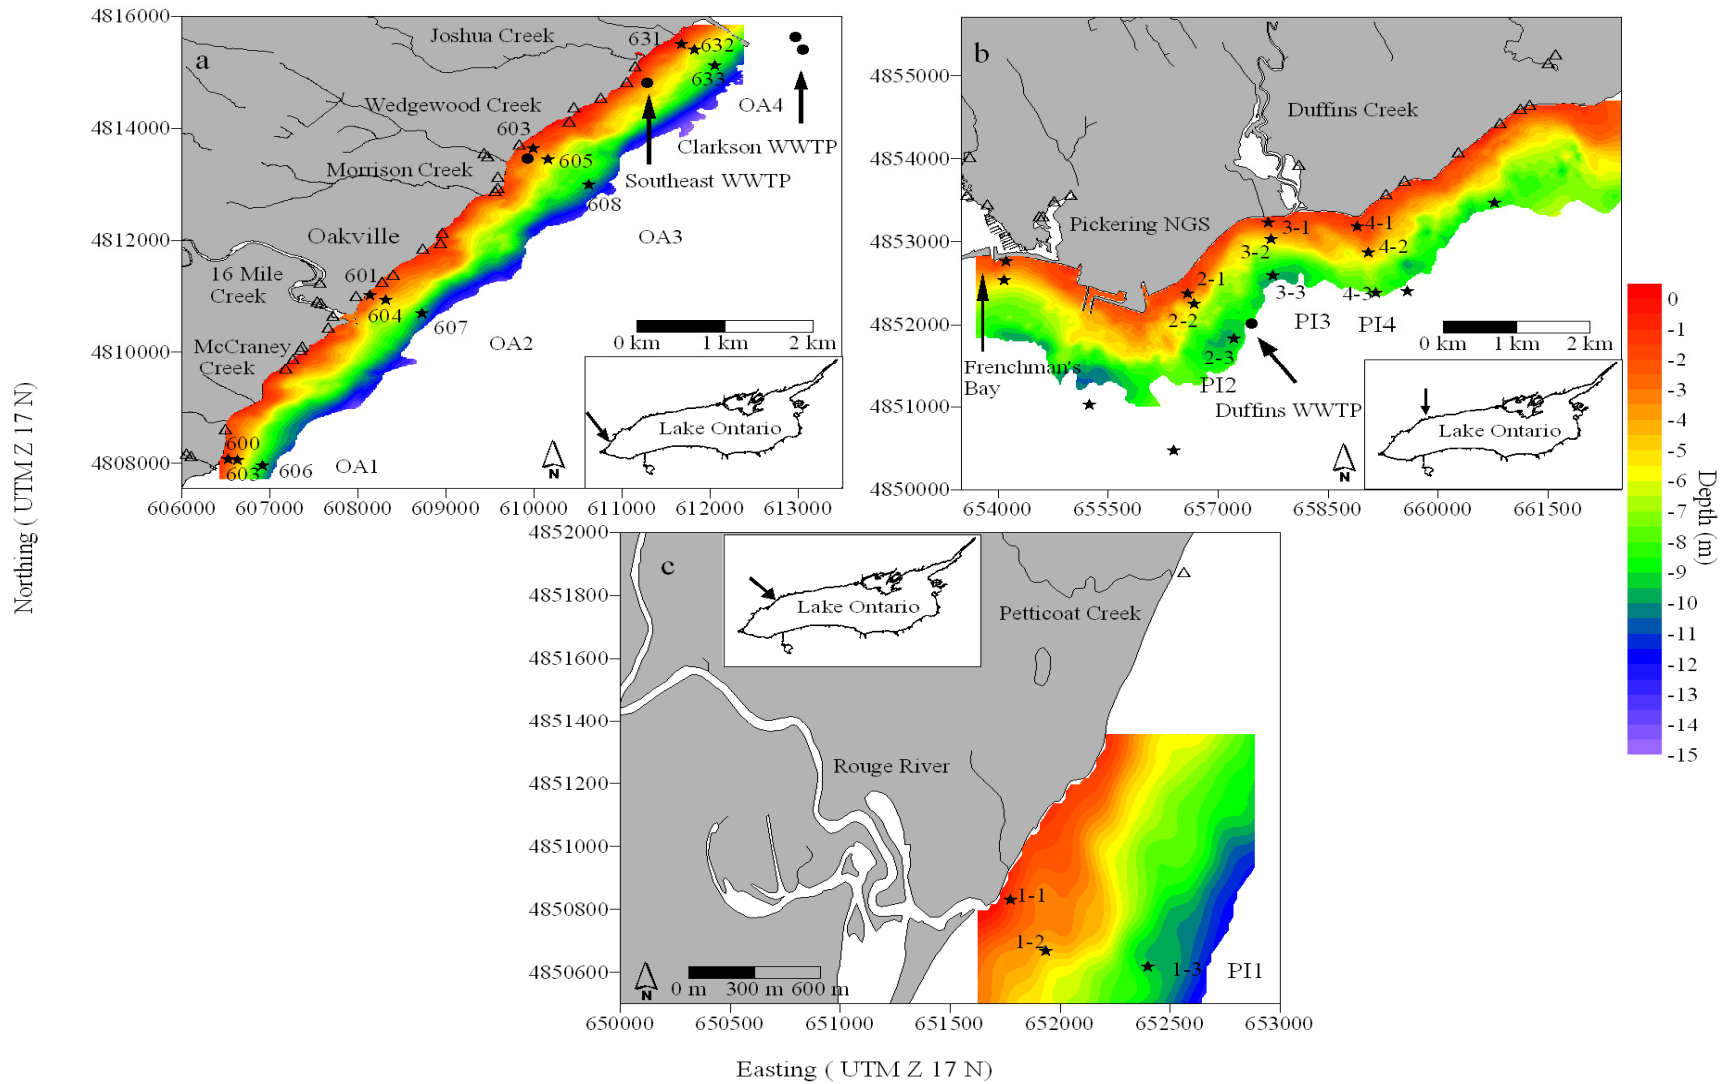 a
4816000
4814000
4812000
4810000
4808000
606000 607000 608000 609000 610000 611000 612000 613000
Joshua Creek
631
632
633
Wedgewood Creek
OA4
603
Clarkson WWTP
605
Morrison Creek
Southeast WWTP
608
OA3
Oakville
16 Mile
Creek
601
604
607
OA2
McCraney
Creek
600
603
606
OA1
0 km 1 km 2 km
Lake Ontario
N
b
4855000
4854000
4853000
4852000
4851000
4850000
654000 655500 657000 658500 660000 661500
Duffins Creek
Pickering NGS
3-1
4-1
3-2
4-2
2-1
3-3
4-3
2-2
PI3
PI4
2-3
Frenchman's
Bay
PI2
Duffins WWTP
0 km 1 km 2 km
Lake Ontario
N
c
4852000
4851800
4851600
4851400
4851200
4851000
4850800
4850600
650000 650500 651000 651500 652000 652500 653000
Lake Ontario
Petticoat Creek
Rouge River
1-1
1-2
1-3
PI1
0 m 300 m 600 m
N
0
-1
-2
-3
-4
-5
-6
-7
-8
-9
-10
-11
-12
-13
-14
-15
Depth (m)
Northing ( UTM Z 17 N)
Easting ( UTM Z 17 N)